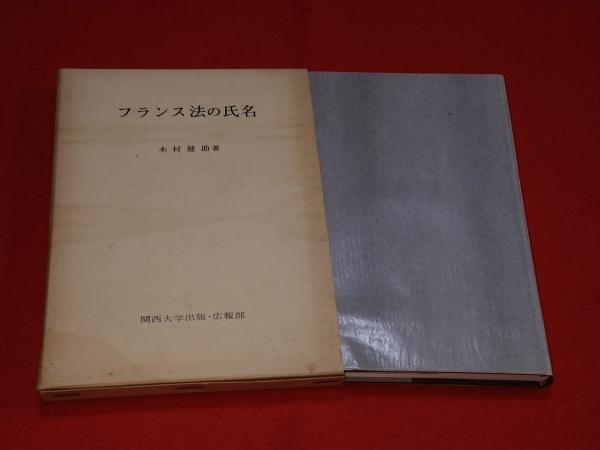 フランス法の氏名
木村健助著
関西大学出版・広報部